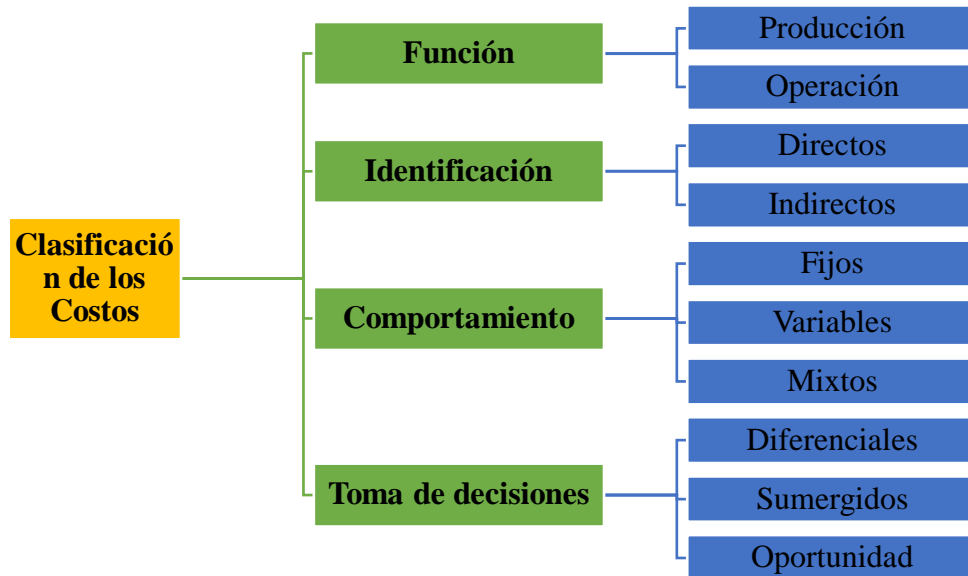 Clasificació
n de los
Costos
Función
Producción
Operación
Identificación
Directos
Indirectos
Comportamiento
Fijos
Variables
Mixtos
Toma de decisiones
Diferenciales
Sumergidos
Oportunidad